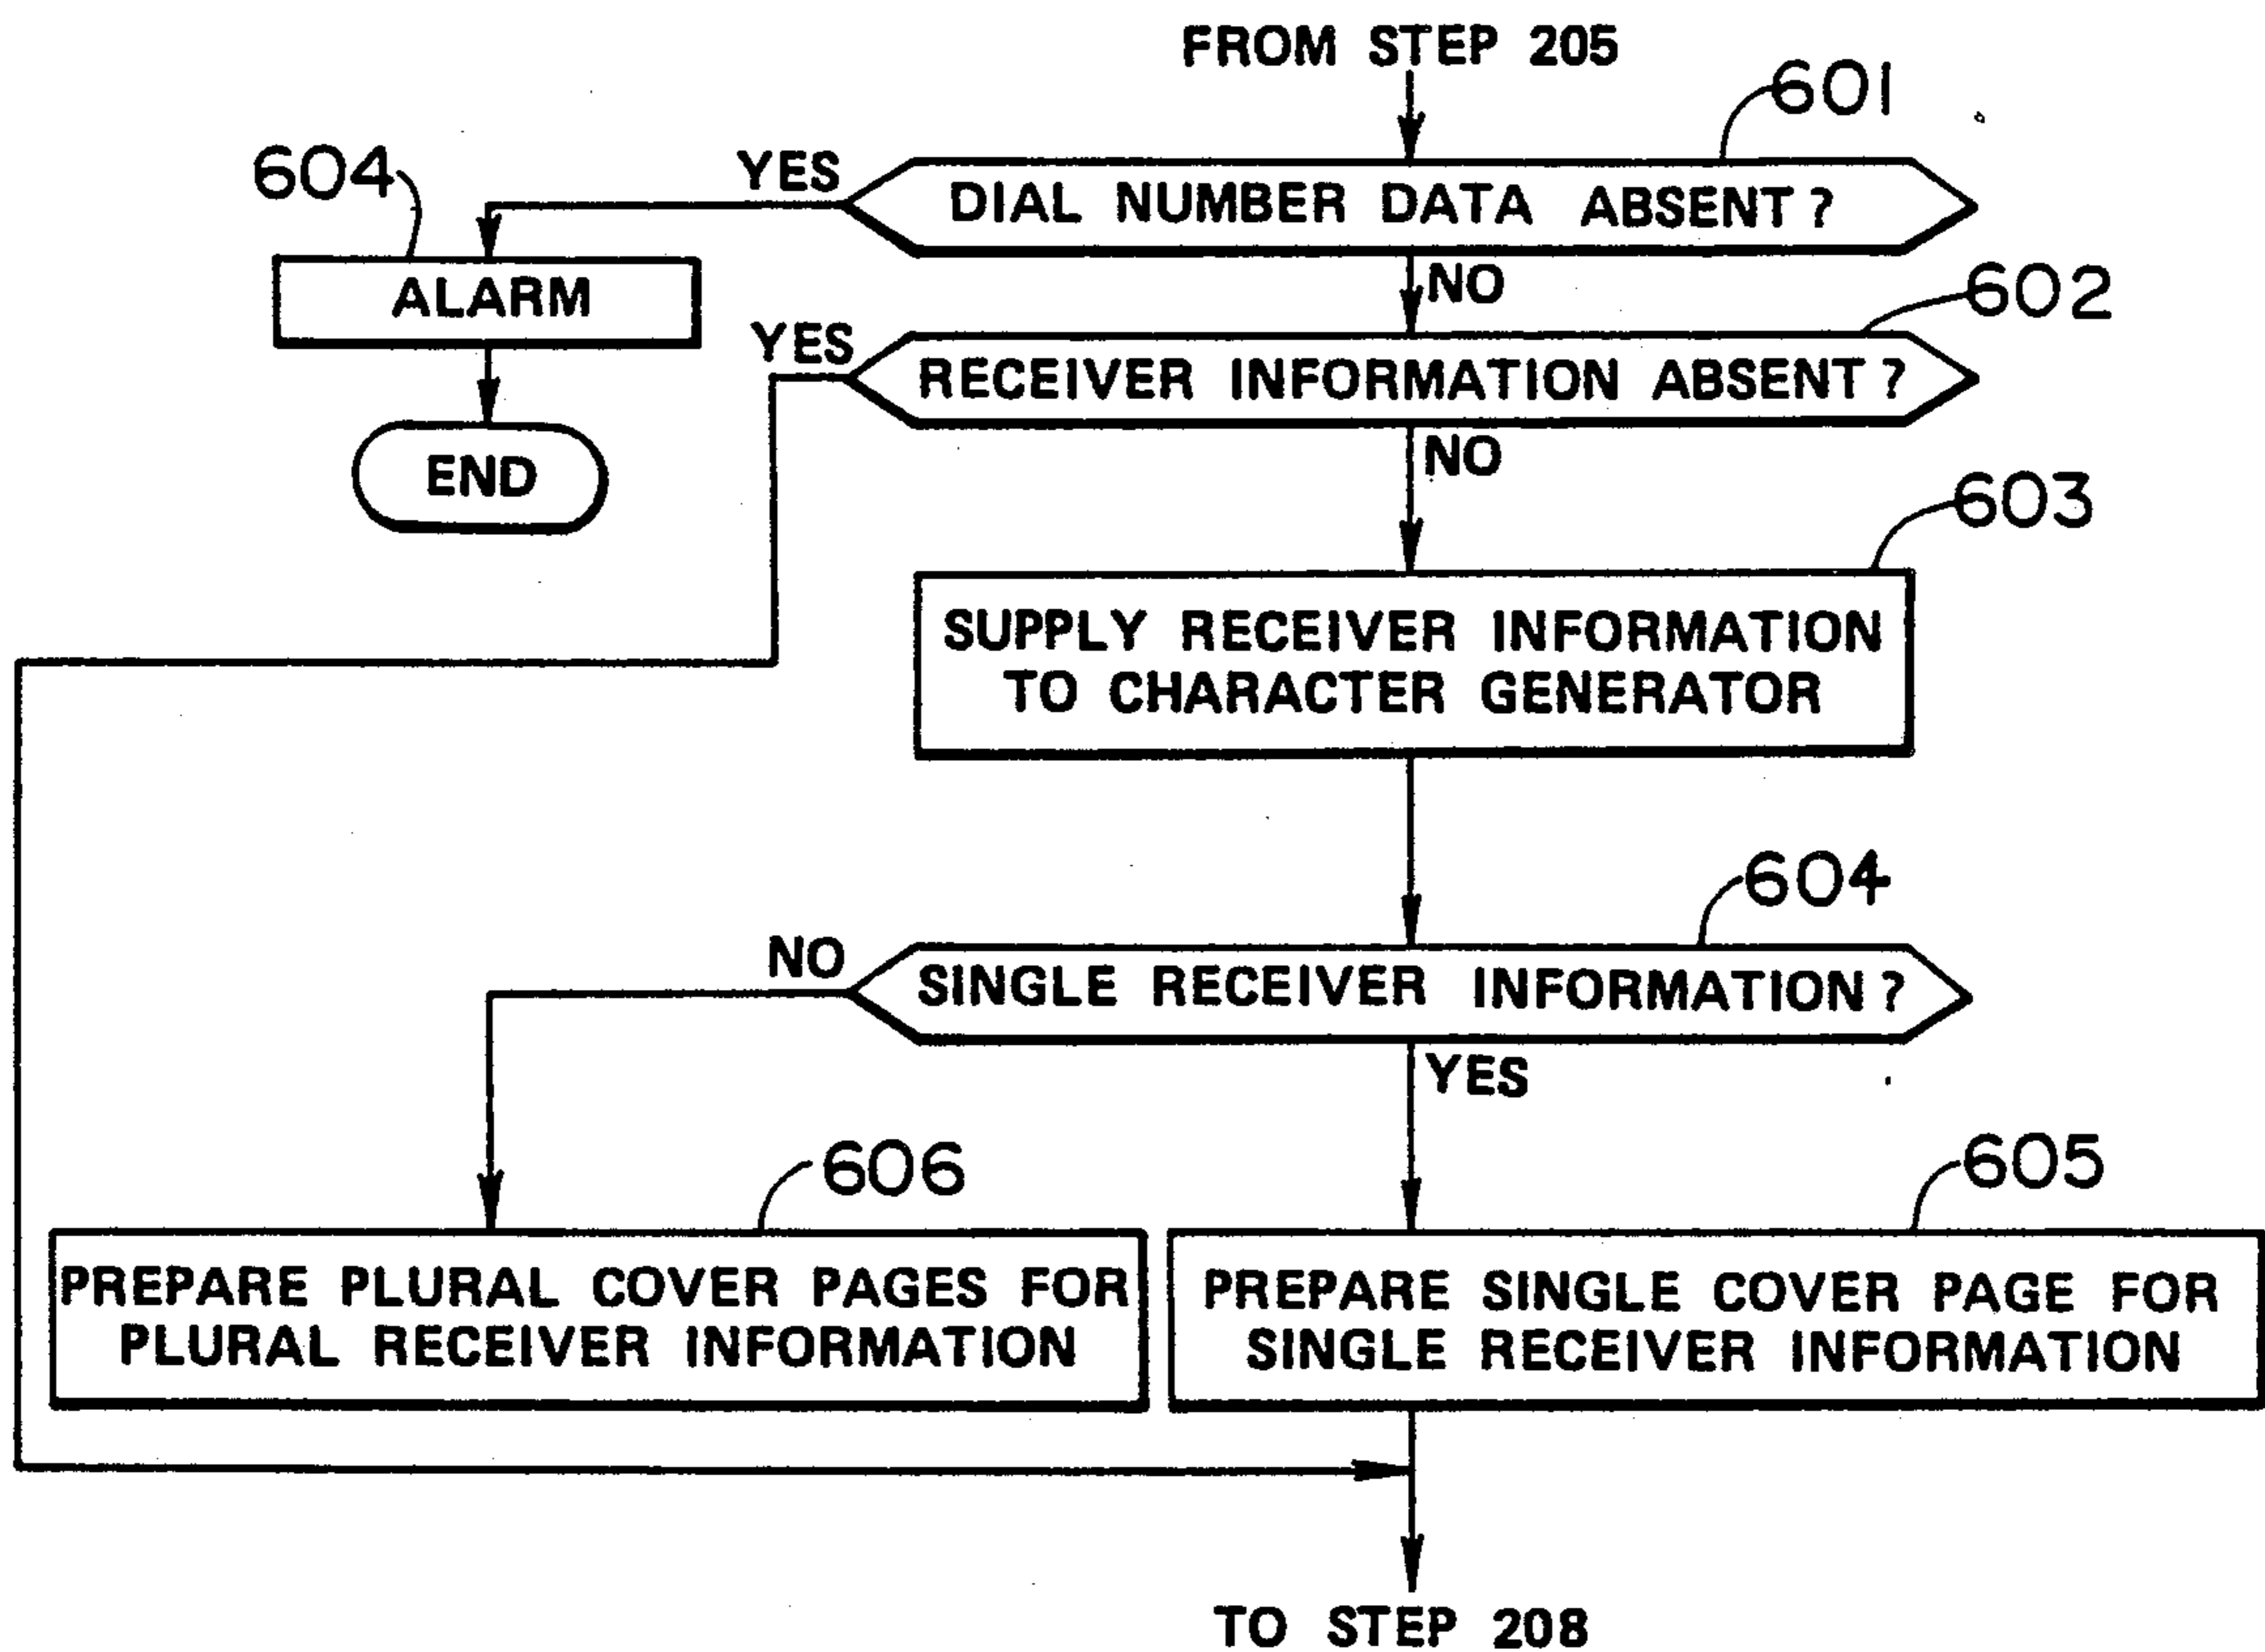 FROM STEP 205
601
604
YES
DIAL NUMBER DATA ABSENT?
ALARM
NO
602
YES
RECEIVER INFORMATION ABSENT?
END
NO
603
SUPPLY RECEIVER INFORMATION
TO CHARACTER GENERATOR
604
NO
SINGLE RECEIVER INFORMATION?
YES
606
605
PREPARE PLURAL COVER PAGES FOR
PLURAL RECEIVER INFORMATION
PREPARE SINGLE COVER PAGE FOR
SINGLE RECEIVER INFORMATION
TO STEP 208